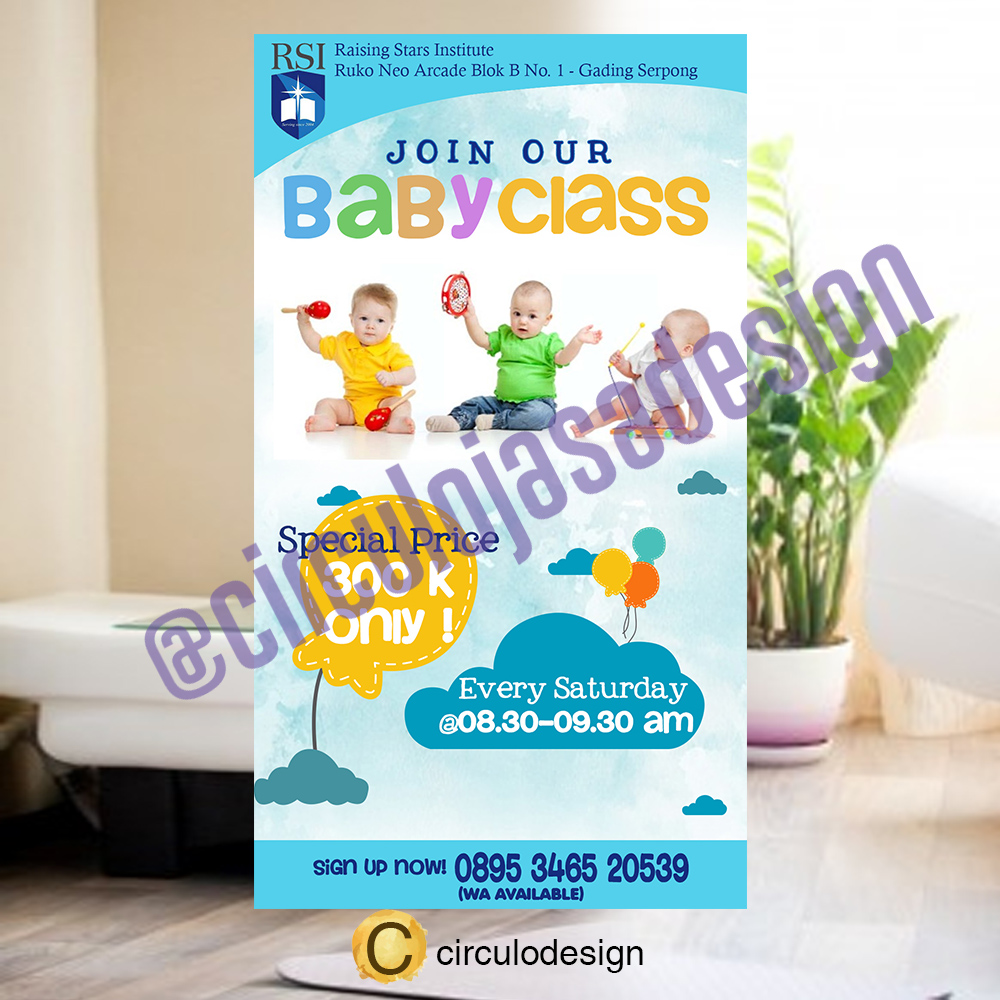 RSI
Raising Stars Institute
Ruko Neo Arcade Blok B No. 1 - Gading Serpong
JOIN OUR
BaByclass
Special Price
300 k
Only !
Every Saturday
@08.30-09.30 am
sign up now! 0895 3465 20539
(WA AVAILABLE)
@circulojasadesign
C circulodesign